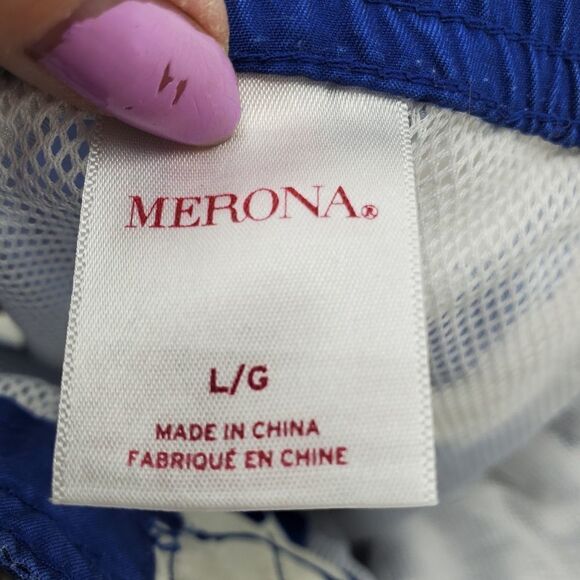 MERONA®
L/G
MADE IN CHINA
FABRIQUÉ EN CHINE